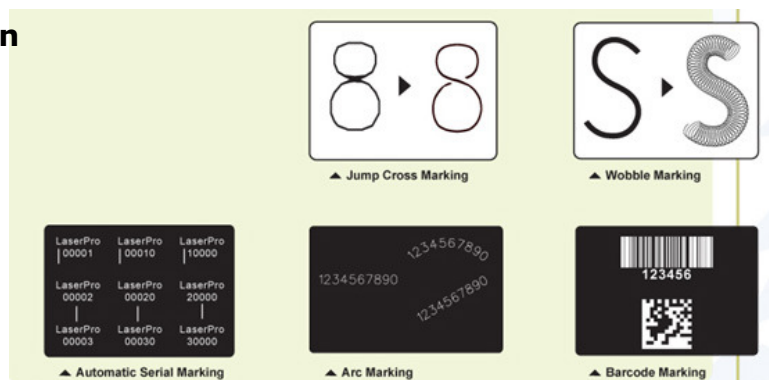 n
8 8
S S
▲ Jump Cross Marking
▲ Wobble Marking
LaserPro LaserPro LaserPro
00001 00010 10000
LaserPro LaserPro LaserPro
00002 00020 20000
LaserPro LaserPro LaserPro
00003 00030 30000
▲ Automatic Serial Marking
1234567890
1234567890
1234567890
▲ Arc Marking
123456
▲ Barcode Marking